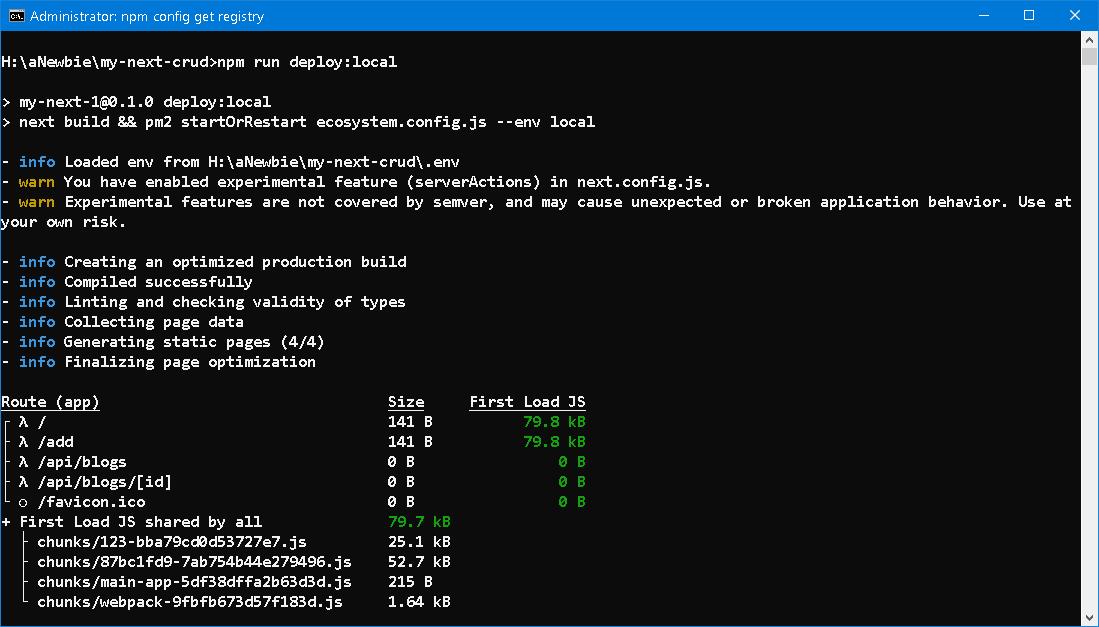 Administrator: npm config get registry
H:\aNewbie\my-next-crud>npm run deploy:local
> my-next-1@0.1.0 deploy:local
> next build && pm2 startOrRestart ecosystem.config.js --env local
- info Loaded env from H:\aNewbie\my-next-crud\.env
- warn You have enabled experimental feature (serverActions) in next.config.js.
- warn Experimental features are not covered by semver, and may cause unexpected or broken application behavior. Use at
your own risk.
- info Creating an optimized production build
- info Compiled successfully
- info Linting and checking validity of types
- info Collecting page data
- info Generating static pages (4/4)
- info Finalizing page optimization
Route (app) Size First Load JS
┌ λ / 141 B 79.8 kB
├ λ /add 141 B 79.8 kB
├ λ /api/blogs 0 B 0 B
├ λ /api/blogs/[id] 0 B 0 B
└ ○ /favicon.ico 0 B 0 B
+ First Load JS shared by all 79.7 kB
├ chunks/123-bba79cd0d53727e7.js 25.1 kB
├ chunks/87bc1fd9-7ab754b44e279496.js 52.7 kB
├ chunks/main-app-5df38dffa2b63d3d.js 215 B
└ chunks/webpack-9fbfb673d57f183d.js 1.64 kB